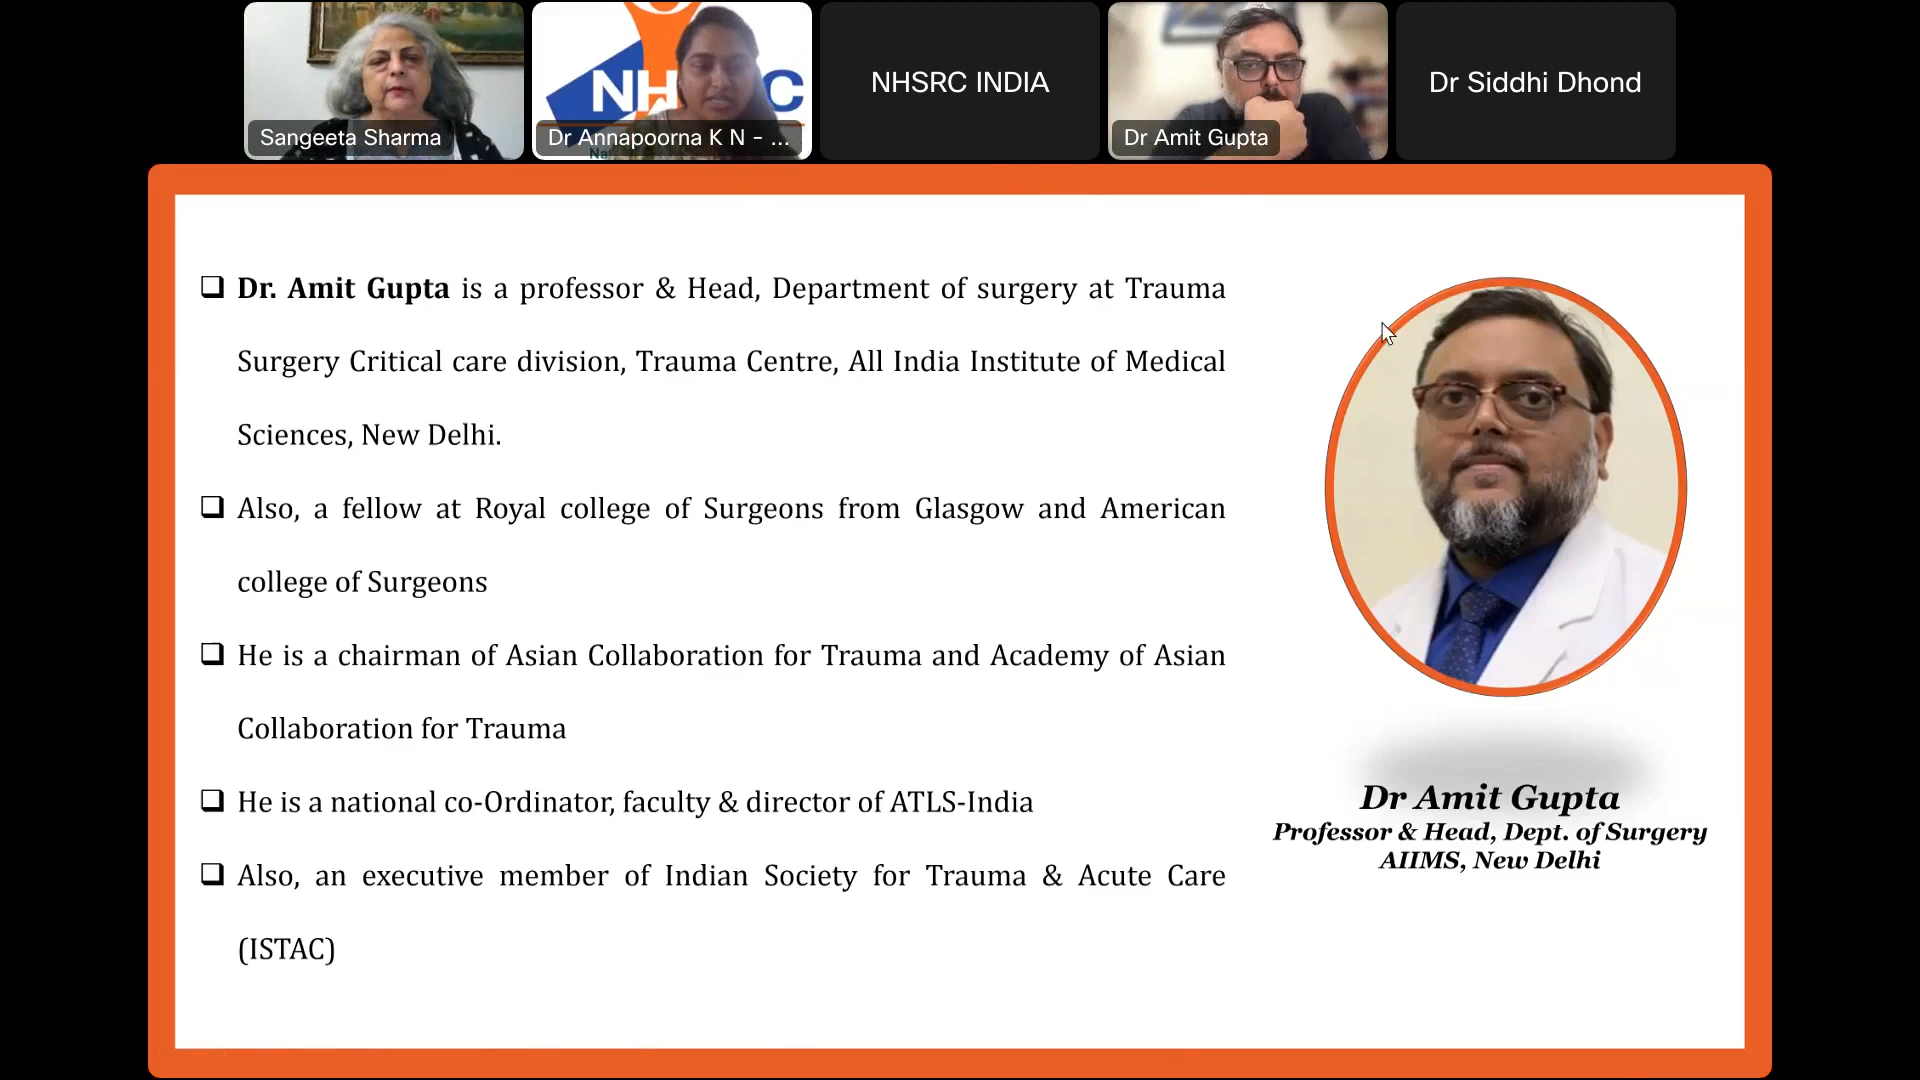 Sangeeta Sharma
Dr Annapoorna K N - ...
NHSRC INDIA
Dr Amit Gupta
Dr Siddhi Dhond
❑ Dr. Amit Gupta is a professor & Head, Department of surgery at Trauma
Surgery Critical care division, Trauma Centre, All India Institute of Medical
Sciences, New Delhi.
❑ Also, a fellow at Royal college of Surgeons from Glasgow and American
college of Surgeons
❑ He is a chairman of Asian Collaboration for Trauma and Academy of Asian
Collaboration for Trauma
❑ He is a national co-Ordinator, faculty & director of ATLS-India
❑ Also, an executive member of Indian Society for Trauma & Acute Care
(ISTAC)
Dr Amit Gupta
Professor & Head, Dept. of Surgery
AIIMS, New Delhi